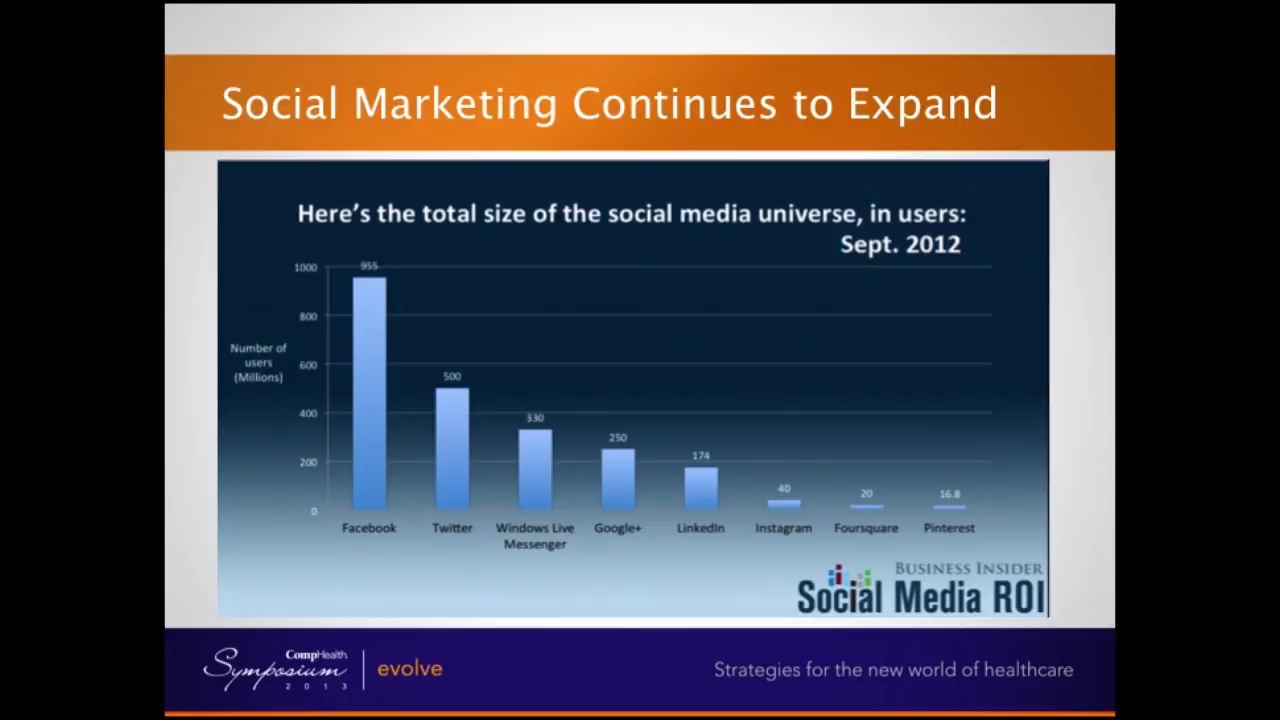 Social Marketing Continues to Expand
Here's the total size of the social media universe, in users:
Sept. 2012
Number of
users
(Millions)
1000
800
600
400
200
0
955
500
330
250
174
40
20
16.8
Facebook
Twitter
Windows Live
Messenger
Google+
LinkedIn
Instagram
Foursquare
Pinterest
BUSINESS INSIDER
Social Media ROI
CompHealth
Symposium
2013
evolve
Strategies for the new world of healthcare